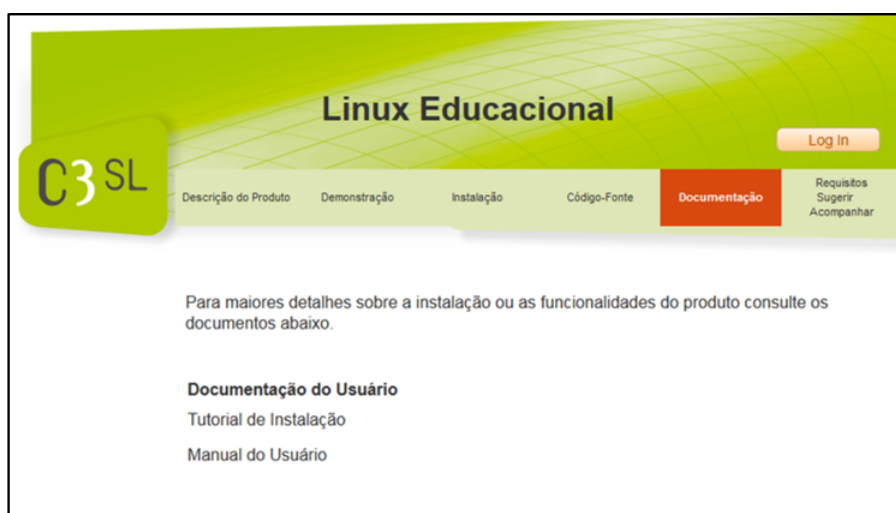 Linux Educacional
Log In
C3SL
Descrição do Produto
Demonstração
Instalação
Código-Fonte
Documentação
Requisitos
Sugerir
Acompanhar
Para maiores detalhes sobre a instalação ou as funcionalidades do produto consulte os
documentos abaixo.
Documentação do Usuário
Tutorial de Instalação
Manual do Usuário